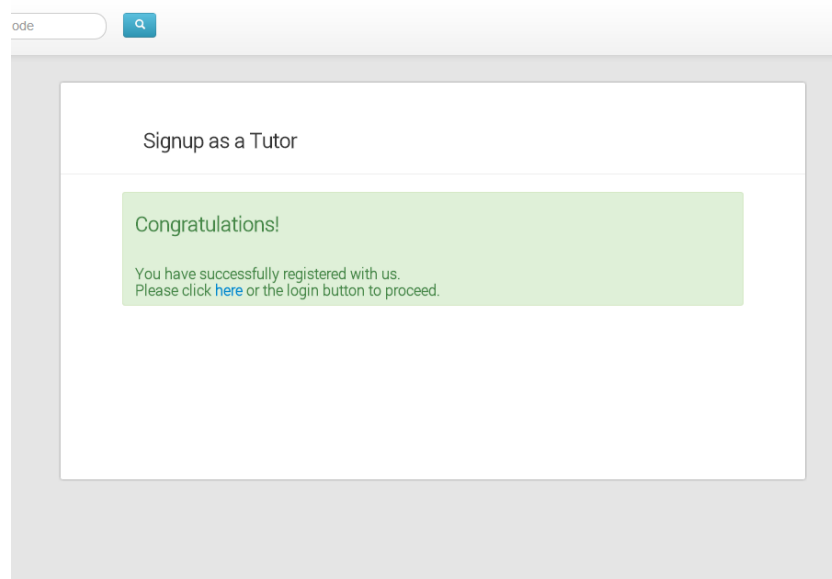 ode
Signup as a Tutor
Congratulations!
You have successfully registered with us.
Please click here or the login button to proceed.